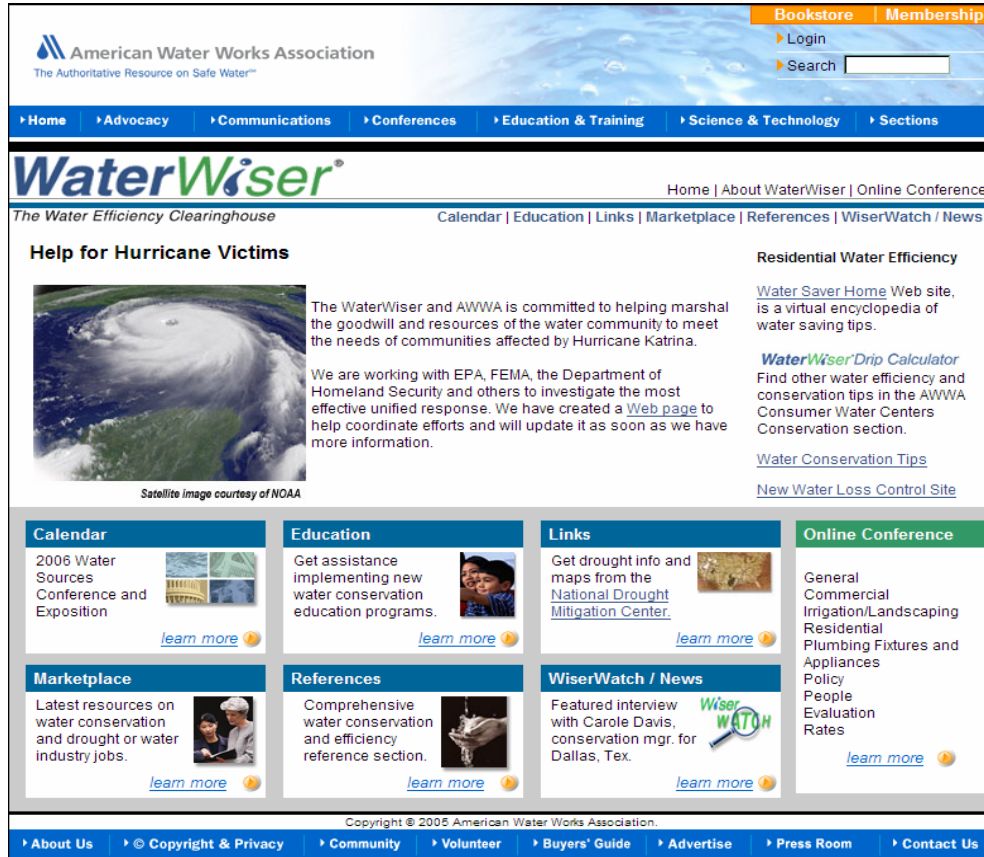 Bookstore | Membership
American Water Works Association
The Authoritative Resource on Safe Water℠
Login
Search
Home Advocacy Communications Conferences Education & Training Science & Technology Sections
WaterWiser®
Home | About WaterWiser | Online Conference
The Water Efficiency Clearinghouse
Calendar | Education | Links | Marketplace | References | WiserWatch / News
Help for Hurricane Victims
The WaterWiser and AWWA is committed to helping marshal
the goodwill and resources of the water community to meet
the needs of communities affected by Hurricane Katrina.
We are working with EPA, FEMA, the Department of
Homeland Security and others to investigate the most
effective unified response. We have created a Web page to
help coordinate efforts and will update it as soon as we have
more information.
Satellite image courtesy of NOAA
Residential Water Efficiency
Water Saver Home Web site,
is a virtual encyclopedia of
water saving tips.
WaterWiser® Drip Calculator
Find other water efficiency and
conservation tips in the AWWA
Consumer Water Centers
Conservation section.
Water Conservation Tips
New Water Loss Control Site
Calendar
2006 Water
Sources
Conference and
Exposition
learn more
Education
Get assistance
implementing new
water conservation
education programs.
learn more
Links
Get drought info and
maps from the
National Drought
Mitigation Center.
learn more
Online Conference
General
Commercial
Irrigation/Landscaping
Residential
Plumbing Fixtures and
Appliances
Policy
People
Evaluation
Rates
learn more
Marketplace
Latest resources on
water conservation
and drought or water
industry jobs.
learn more
References
Comprehensive
water conservation
and efficiency
reference section.
learn more
WiserWatch / News
Featured interview
with Carole Davis,
conservation mgr. for
Dallas, Tex.
Wiser
WATCH
learn more
Copyright © 2005 American Water Works Association.
About Us © Copyright & Privacy Community Volunteer Buyers' Guide Advertise Press Room Contact Us